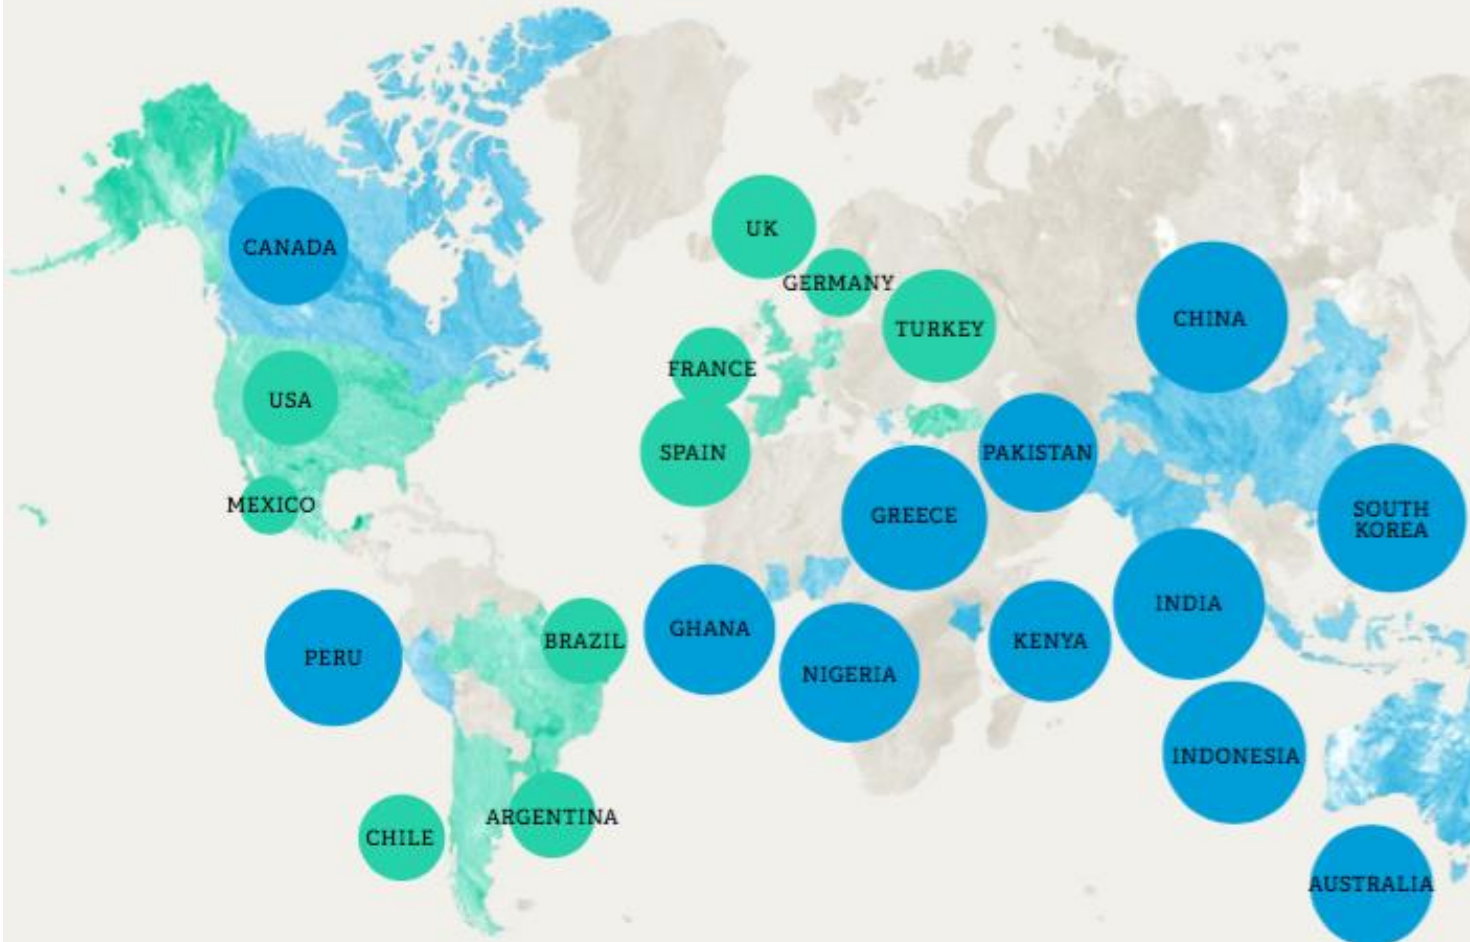 UK
CANADA
GERMANY
CHINA
TURKEY
FRANCE
USA
SPAIN
PAKISTAN
MEXICO
GREECE
SOUTH
KOREA
INDIA
GHANA
BRAZIL
KENYA
PERU
NIGERIA
INDONESIA
ARGENTINA
CHILE
AUSTRALIA